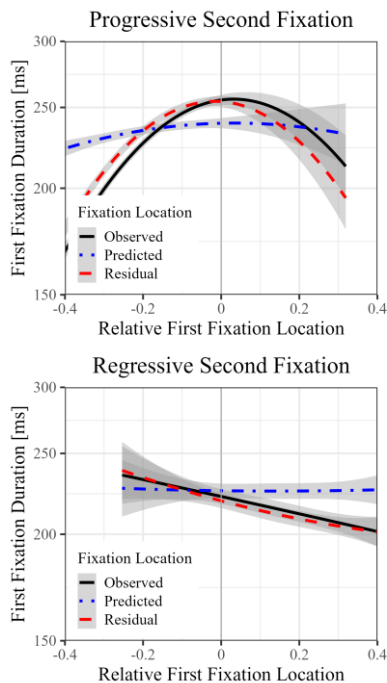 Progressive Second Fixation
300
250
200
150
First Fixation Duration [ms]
Fixation Location
Observed
Predicted
Residual
-0.4 -0.2 0 0.2 0.4
Relative First Fixation Location
Regressive Second Fixation
300
250
200
150
First Fixation Duration [ms]
Fixation Location
Observed
Predicted
Residual
-0.4 -0.2 0 0.2 0.4
Relative First Fixation Location